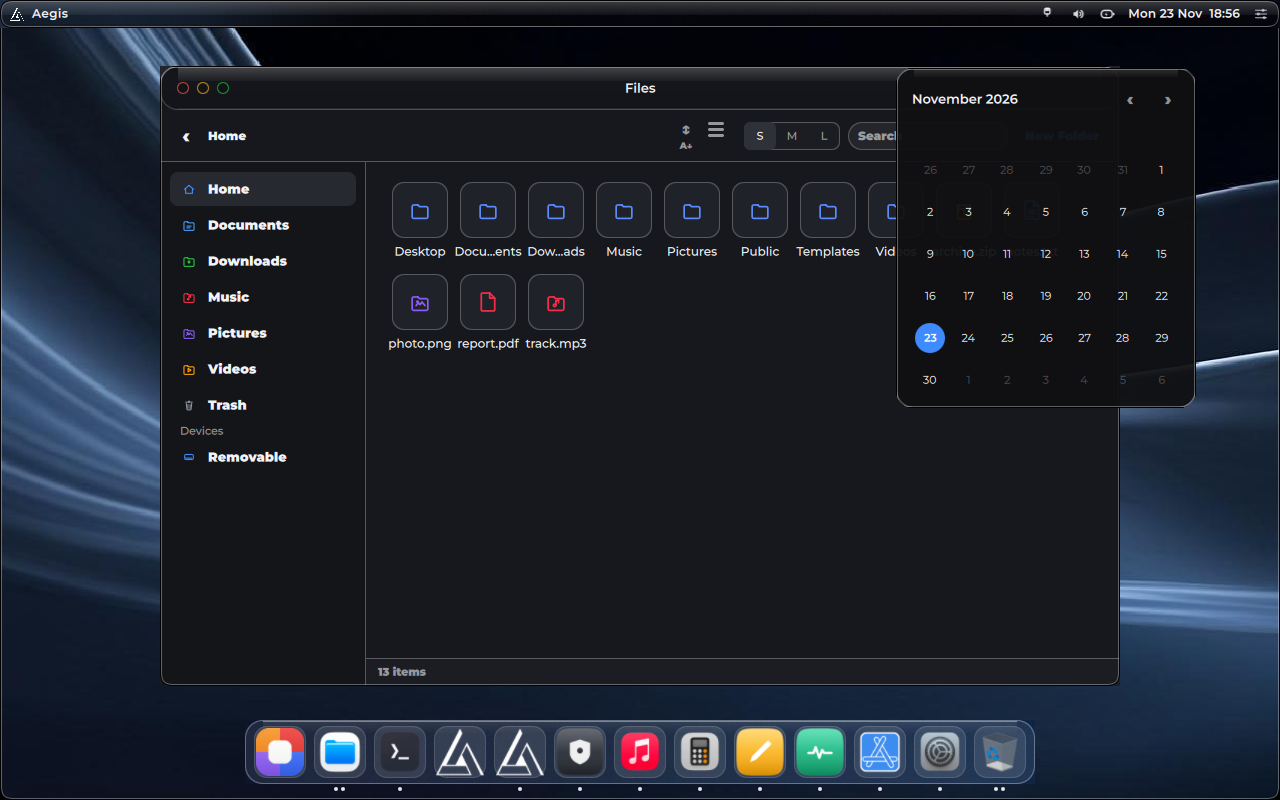 Aegis
Mon 23 Nov 18:56
Files
Home
A+
S M L
Search
New Folder
November 2026
26 27 28 29 30 31 1
2 3 4 5 6 7 8
9 10 11 12 13 14 15
16 17 18 19 20 21 22
23 24 25 26 27 28 29
30 1 2 3 4 5 6
Home
Documents
Downloads
Music
Pictures
Videos
Trash
Devices
Removable
Desktop Docu...ents Dow...ads Music Pictures Public Templates Videos
photo.png report.pdf track.mp3
13 items